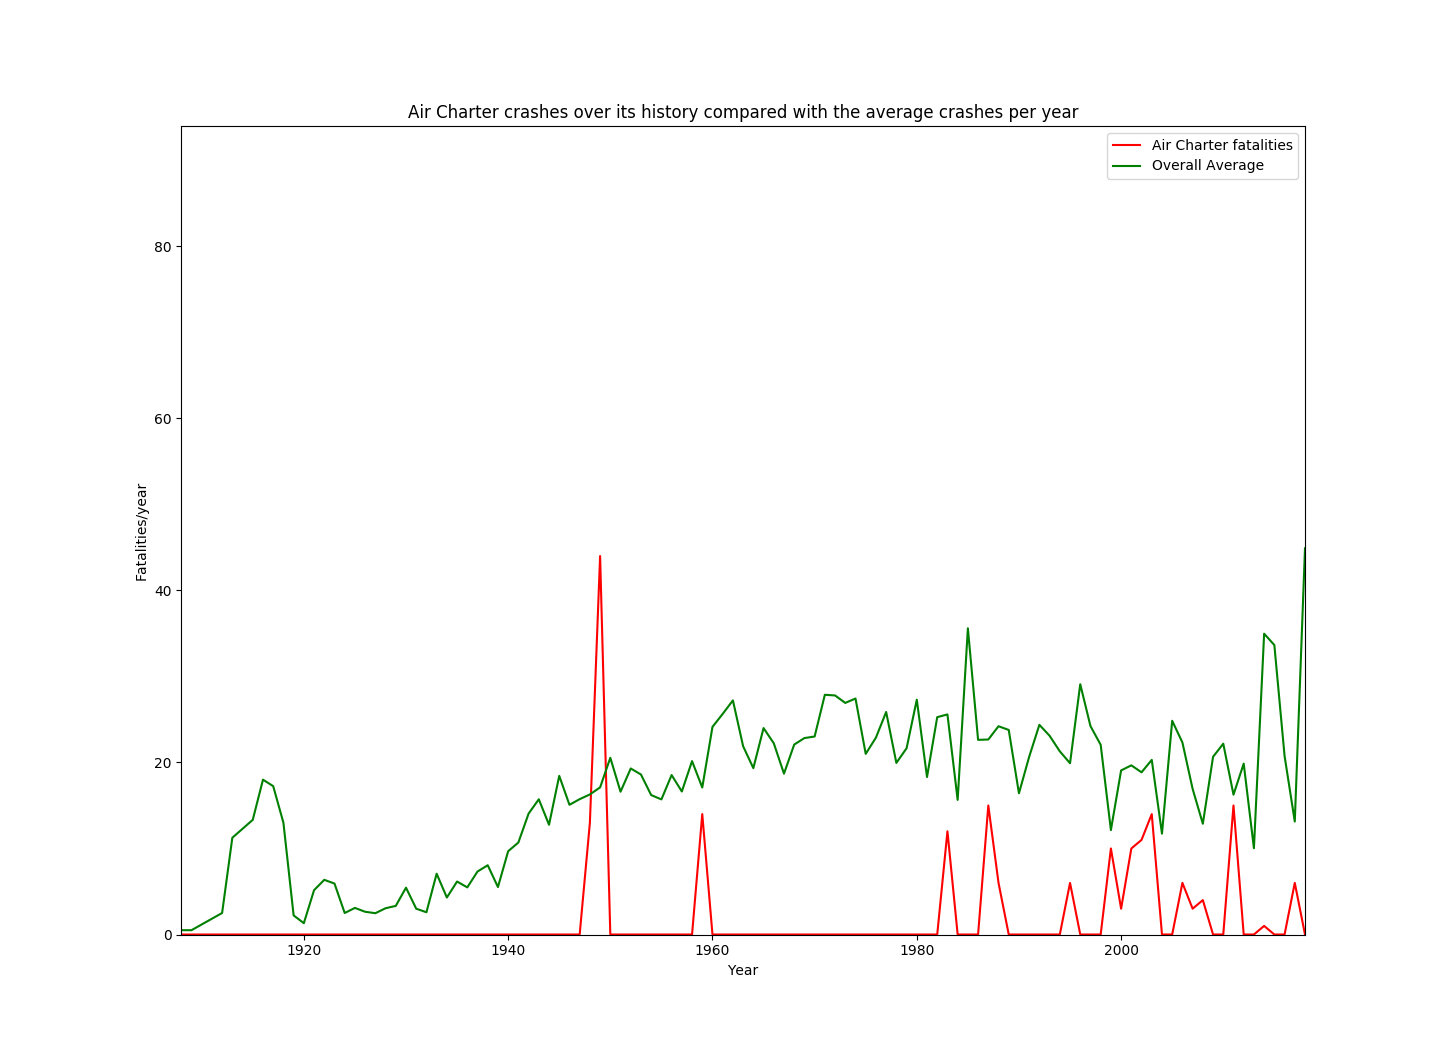 Air Charter crashes over its history compared with the average crashes per year
Air Charter fatalities
Overall Average
80
60
40
20
0
Fatalities/year
1920
1940
1960
1980
2000
Year